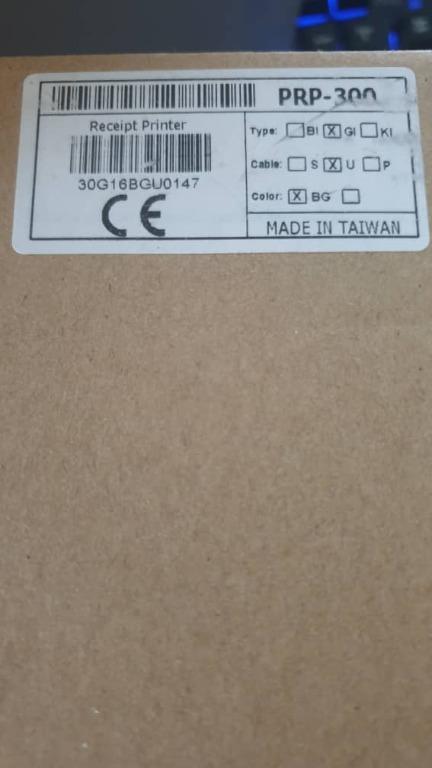 PRP-300
Receipt Printer
30G16BGU0147
CE
Type: BI X GI KI
Cable: S X U P
Color: X BG
MADE IN TAIWAN